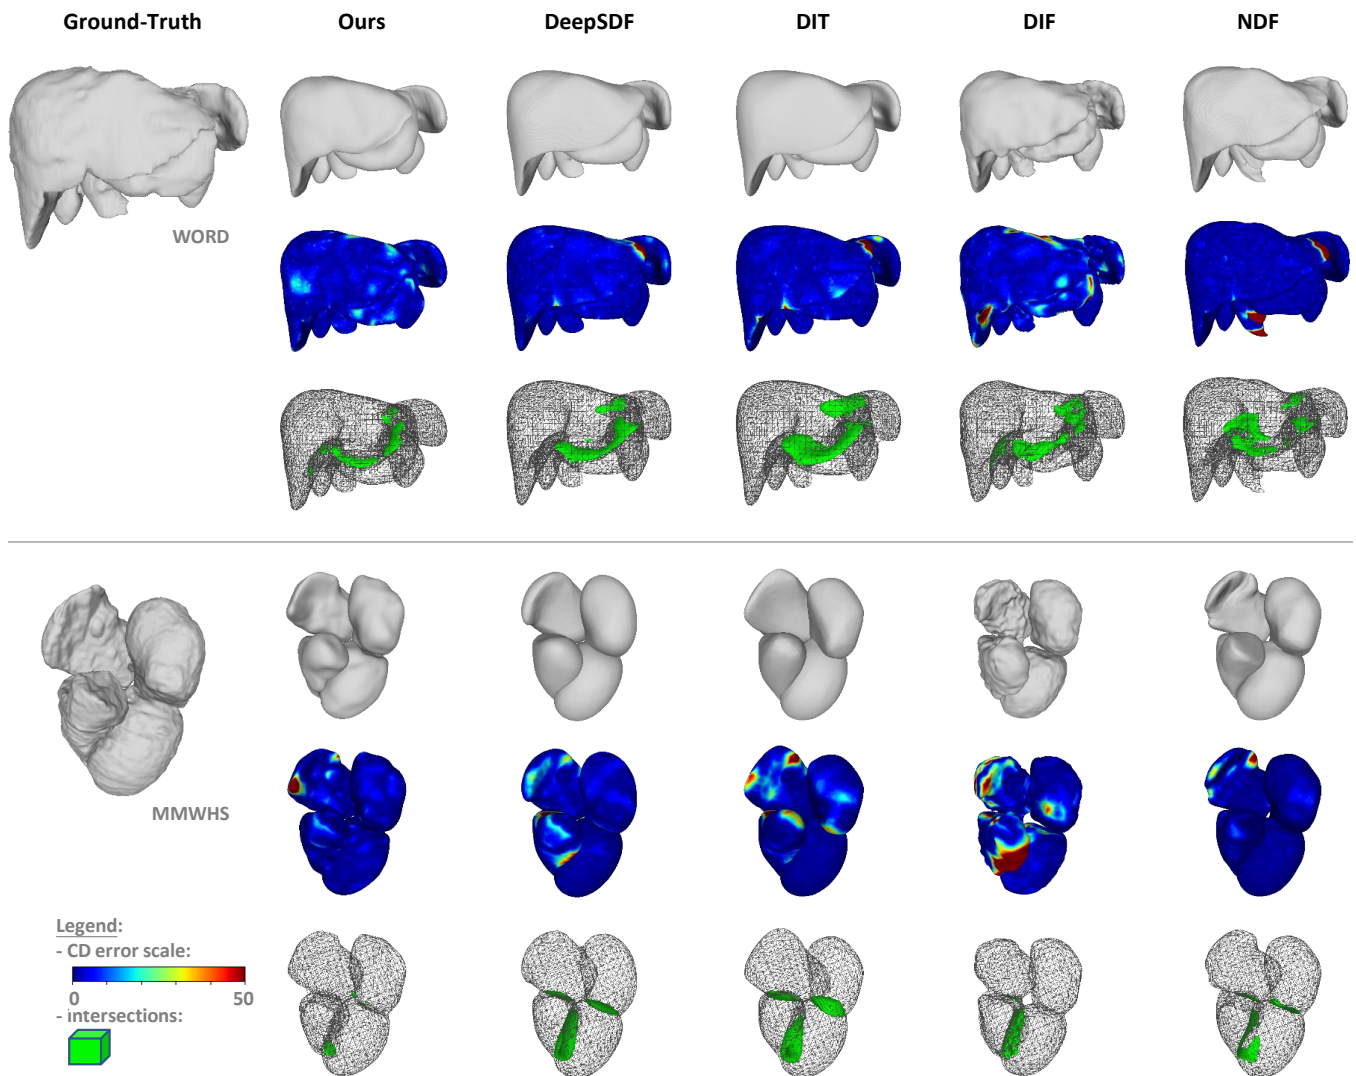 Ground-Truth Ours DeepSDF DIT DIF NDF
WORD
MMWHS
Legend:
- CD error scale:
0 50
- intersections: